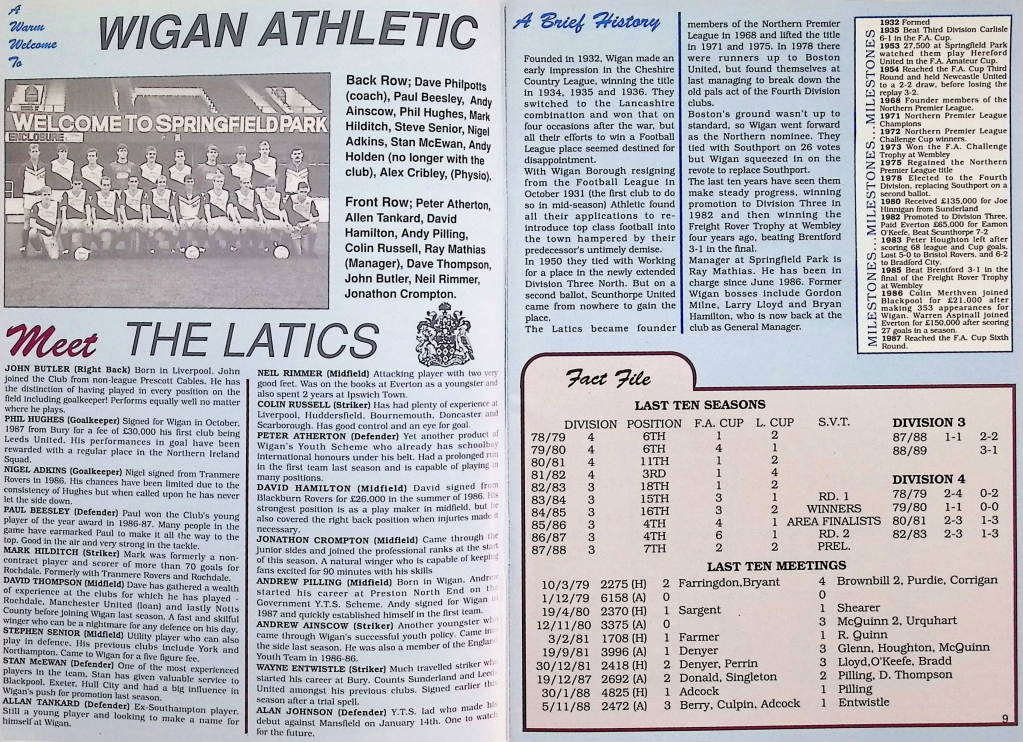 A
Warm
Welcome
To
WIGAN ATHLETIC
WELCOME TO SPRINGFIELD PARK
ENCLOSURE
Back Row; Dave Philpotts
(coach), Paul Beesley, Andy
Ainscow, Phil Hughes, Mark
Hilditch, Steve Senior, Nigel
Adkins, Stan McEwan, Andy
Holden (no longer with the
club), Alex Cribley, (Physio).
Front Row; Peter Atherton,
Allen Tankard, David
Hamilton, Andy Pilling,
Colin Russell, Ray Mathias
(Manager), Dave Thompson,
John Butler, Neil Rimmer,
Jonathon Crompton.
Meet THE LATICS
JOHN BUTLER (Right Back) Born in Liverpool. John
joined the Club from non-league Prescott Cables. He has
the distinction of having played in every position on the
field including goalkeeper! Performs equally well no matter
where he plays.
PHIL HUGHES (Goalkeeper) Signed for Wigan in October,
1987 from Bury for a fee of £30,000 his first club being
Leeds United. His performances in goal have been
rewarded with a regular place in the Northern Ireland
Squad.
NIGEL ADKINS (Goalkeeper) Nigel signed from Tranmere
Rovers in 1986. His chances have been limited due to the
consistency of Hughes but when called upon he has never
let the side down.
PAUL BEESLEY (Defender) Paul won the Club's young
player of the year award in 1986-87. Many people in the
game have earmarked Paul to make it all the way to the
top. Good in the air and very strong in the tackle.
MARK HILDITCH (Striker) Mark was formerly a non-
contract player and scorer of more than 70 goals for
Rochdale. Formerly with Tranmere Rovers and Rochdale.
DAVID THOMPSON (Midfield) Dave has gathered a wealth
of experience at the clubs for which he has played -
Rochdale, Manchester United (loan) and lastly Notts
County before joining Wigan last season. A fast and skilful
winger who can be a nightmare for any defence on his day.
STEPHEN SENIOR (Midfield) Utility player who can also
play in defence. His previous clubs include York and
Northampton. Came to Wigan for a five figure fee.
STAN McEWAN (Defender) One of the most experienced
players in the team. Stan has given valuable service to
Blackpool, Exeter, Hull City and had a big influence in
Wigan's push for promotion last season.
ALLAN TANKARD (Defender) Ex-Southampton player.
Still a young player and looking to make a name for
himself at Wigan.
NEIL RIMMER (Midfield) Attacking player with two very
good feet. Was on the books at Everton as a youngster and
also spent 2 years at Ipswich Town.
COLIN RUSSELL (Striker) Has had plenty of experience at
Liverpool, Huddersfield, Bournemouth, Doncaster and
Scarborough. Has good control and an eye for goal.
PETER ATHERTON (Defender) Yet another product of
Wigan's Youth Scheme who already has schoolboy
international honours under his belt. Had a prolonged run
in the first team last season and is capable of playing in
many positions.
DAVID HAMILTON (Midfield) David signed from
Blackburn Rovers for £26,000 in the summer of 1986. His
strongest position is as a play maker in midfield, but he
also covered the right back position when injuries made it
necessary.
JONATHON CROMPTON (Midfield) Came through the
junior sides and joined the professional ranks at the start
of this season. A natural winger who is capable of keeping
fans excited for 90 minutes with his skills
ANDREW PILLING (Midfield) Born in Wigan. Andrew
started his career at Preston North End on the
Government Y.T.S. Scheme. Andy signed for Wigan in
1987 and quickly established himself in the first team.
ANDREW AINSCOW (Striker) Another youngster who
came through Wigan's successful youth policy. Came into
the side last season. He was also a member of the England
Youth Team in 1986-86.
WAYNE ENTWISTLE (Striker) Much travelled striker who
started his career at Bury. Counts Sunderland and Leeds
United amongst his previous clubs. Signed earlier this
season after a trial spell.
ALAN JOHNSON (Defender) Y.T.S. lad who made his
debut against Mansfield on January 14th. One to watch
for the future.
A Brief History
Founded in 1932, Wigan made an
early impression in the Cheshire
Country League, winning the title
in 1934, 1935 and 1936. They
switched to the Lancashire
combination and won that on
four occasions after the war, but
all their efforts to win a Football
League place seemed destined for
disappointment.
With Wigan Borough resigning
from the Football League in
October 1931 (the first club to do
so in mid-season) Athletic found
all their applications to re-
introduce top class football into
the town hampered by their
predecessor's untimely demise.
In 1950 they tied with Working
for a place in the newly extended
Division Three North. But on a
second ballot, Scunthorpe United
came from nowhere to gain the
place.
The Latics became founder
members of the Northern Premier
League in 1968 and lifted the title
in 1971 and 1975. In 1978 there
were runners up to Boston
United, but found themselves at
last managing to break down the
old pals act of the Fourth Division
clubs.
Boston's ground wasn't up to
standard, so Wigan went forward
as the Northern nominee. They
tied with Southport on 26 votes
but Wigan squeezed in on the
revote to replace Southport.
The last ten years have seen them
make steady progress, winning
promotion to Division Three in
1982 and then winning the
Freight Rover Trophy at Wembley
four years ago, beating Brentford
3-1 in the final.
Manager at Springfield Park is
Ray Mathias. He has been in
charge since June 1986. Former
Wigan bosses include Gordon
Milne, Larry Lloyd and Bryan
Hamilton, who is now back at the
club as General Manager.
MILESTONES...MILESTONES...MILESTONES
1932 Formed
1935 Beat Third Division Carlisle
6-1 in the F.A. Cup.
1953 27,500 at Springfield Park
watched them play Hereford
United in the F.A. Amateur Cup.
1954 Reached the F.A. Cup Third
Round and held Newcastle United
to a 2-2 draw, before losing the
replay 3-2.
1968 Founder members of the
Northern Premier League.
1971 Northern Premier League
Champions
1972 Northern Premier League
Challenge Cup winners.
1973 Won the F.A. Challenge
Trophy at Wembley
1975 Regained the Northern
Premier League title
1978 Elected to the Fourth
Division, replacing Southport on a
second ballot.
1980 Received £135,000 for Joe
Hinnigan from Sunderland
1982 Promoted to Division Three.
Paid Everton £65,000 for Eamon
O'Keefe. Beat Scunthorpe 7-2
1983 Peter Houghton left after
scoring 68 league and Cup goals.
Lost 5-0 to Bristol Rovers, and 6-2
to Bradford City.
1985 Beat Brentford 3-1 in the
final of the Freight Rover Trophy
at Wembley
1986 Colin Merthven joined
Blackpool for £21,000 after
making 353 appearances for
Wigan. Warren Aspinall joined
Everton for £150,000 after scoring
27 goals in a season.
1987 Reached the F.A. Cup Sixth
Round.
Fact File
LAST TEN SEASONS
DIVISION POSITION F.A. CUP L. CUP S.V.T.
78/79 4 6TH 1 2
79/80 4 6TH 4 1
80/81 4 11TH 1 2
81/82 4 3RD 1 4
82/83 3 18TH 1 2
83/84 3 15TH 3 1 RD. 1
84/85 3 16TH 3 2 WINNERS
85/86 3 4TH 4 1 AREA FINALISTS
86/87 3 4TH 6 1 RD. 2
87/88 3 7TH 2 2 PREL.
DIVISION 3
87/88 1-1 2-2
88/89 3-1
DIVISION 4
78/79 2-4 0-2
79/80 1-1 0-0
80/81 2-3 1-3
82/83 2-3 1-3
LAST TEN MEETINGS
10/3/79 2275 (H) 2 Farringdon,Bryant 4 Brownbill 2, Purdie, Corrigan
1/12/79 6158 (A) 0 0
19/4/80 2370 (H) 1 Sargent 1 Shearer
12/11/80 3375 (A) 0 3 McQuinn 2, Urquhart
3/2/81 1708 (H) 1 Farmer 1 R. Quinn
19/9/81 3996 (A) 1 Denyer 3 Glenn, Houghton, McQuinn
30/12/81 2418 (H) 2 Denyer, Perrin 3 Lloyd,O'Keefe, Bradd
19/12/87 2692 (A) 2 Donald, Singleton 2 Pilling, D. Thompson
30/1/88 4825 (H) 1 Adcock 1 Pilling
5/11/88 2472 (A) 3 Berry, Culpin, Adcock 1 Entwistle
9